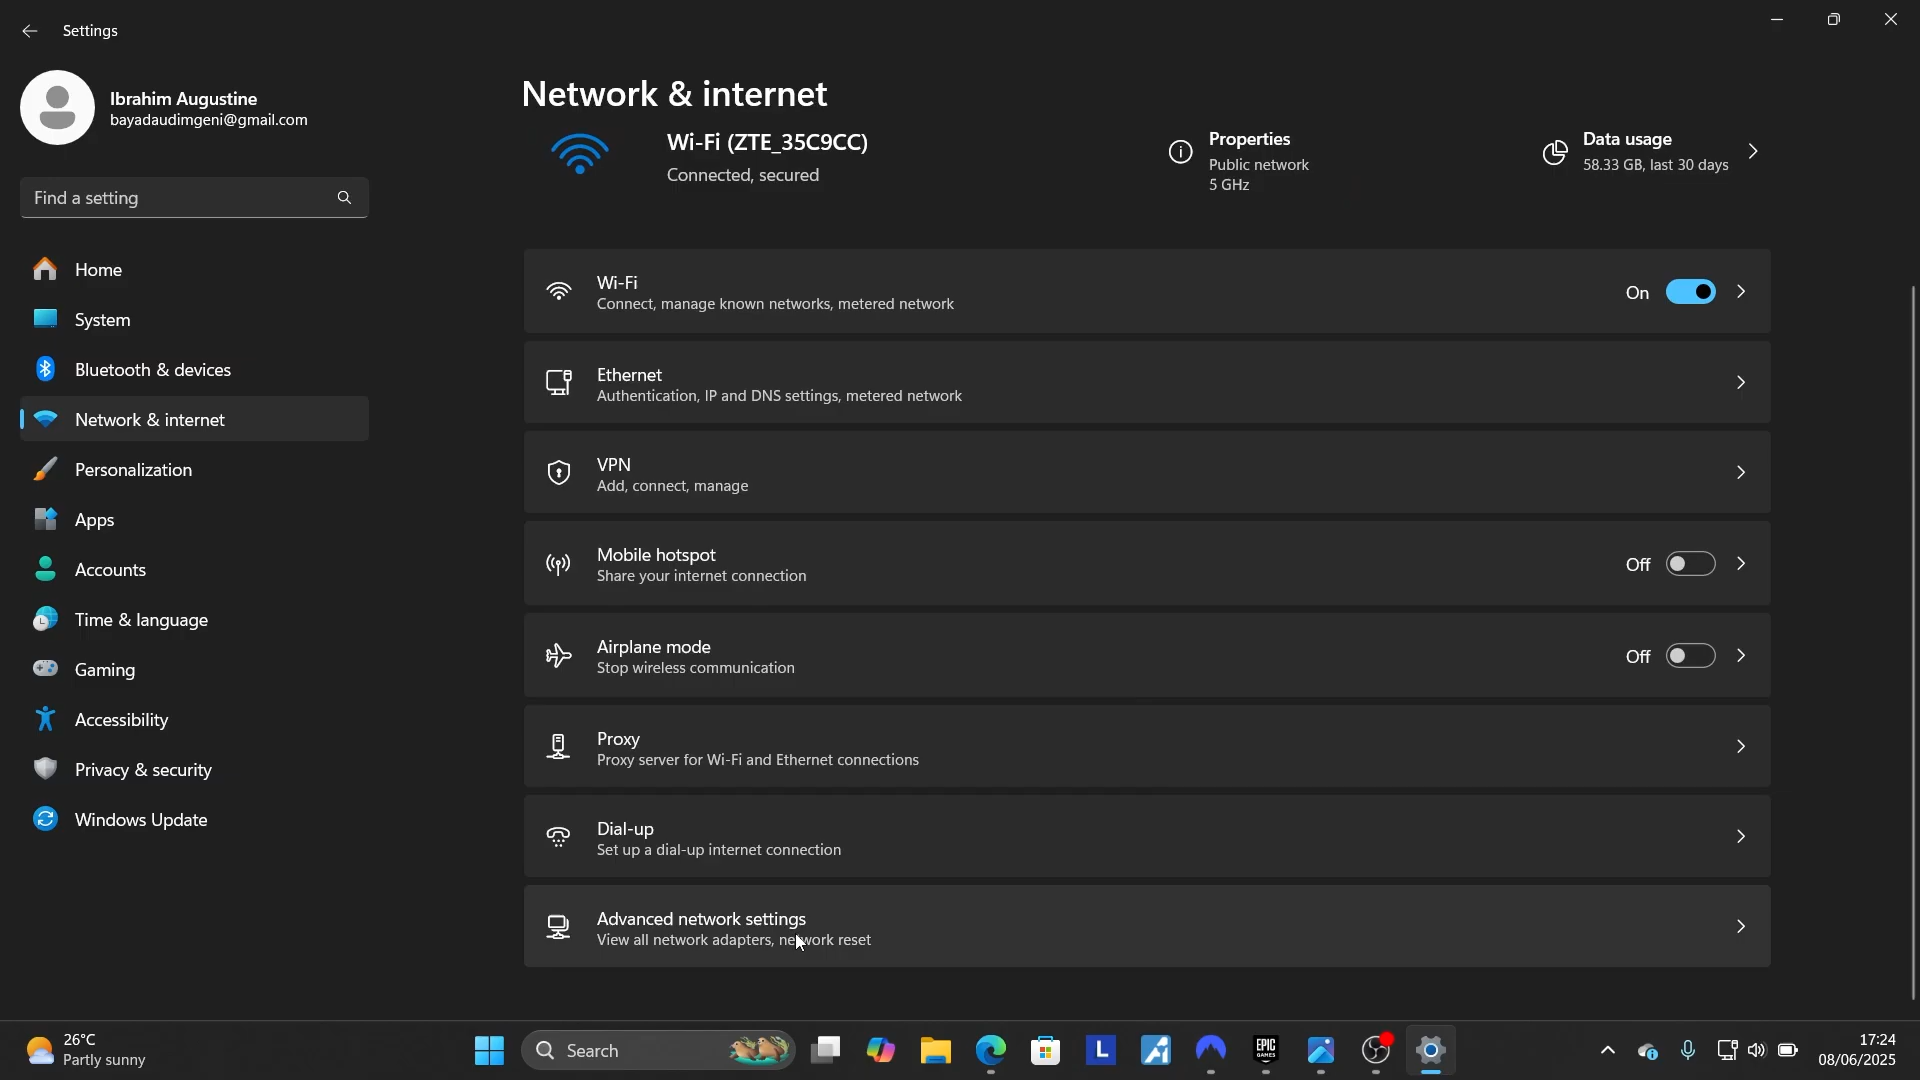 Settings
Ibrahim Augustine
bayadaudimgeni@gmail.com
Find a setting
Home
System
Bluetooth & devices
Network & internet
Personalization
Apps
Accounts
Time & language
Gaming
Accessibility
Privacy & security
Windows Update
Network & internet
Wi-Fi (ZTE_35C9CC)
Connected, secured
Properties
Public network
5 GHz
Data usage
58.33 GB, last 30 days
Wi-Fi
Connect, manage known networks, metered network
On
Ethernet
Authentication, IP and DNS settings, metered network
VPN
Add, connect, manage
Mobile hotspot
Share your internet connection
Off
Airplane mode
Stop wireless communication
Off
Proxy
Proxy server for Wi-Fi and Ethernet connections
Dial-up
Set up a dial-up internet connection
Advanced network settings
View all network adapters, network reset
26°C
Partly sunny
Search
L
EPIC
GAMES
17:24
08/06/2025